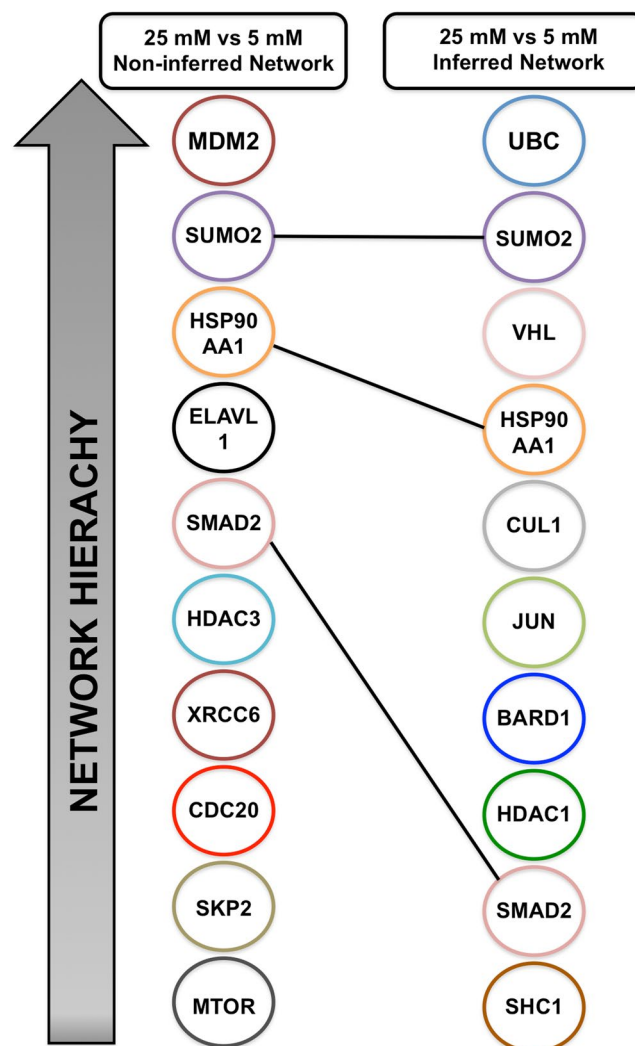 25 mM vs 5 mM
Non-inferred Network
25 mM vs 5 mM
Inferred Network
NETWORK HIERACHY
MDM2
UBC
SUMO2
SUMO2
HSP90
AA1
VHL
ELAVL
1
HSP90
AA1
SMAD2
CUL1
HDAC3
JUN
XRCC6
BARD1
CDC20
HDAC1
SKP2
SMAD2
MTOR
SHC1